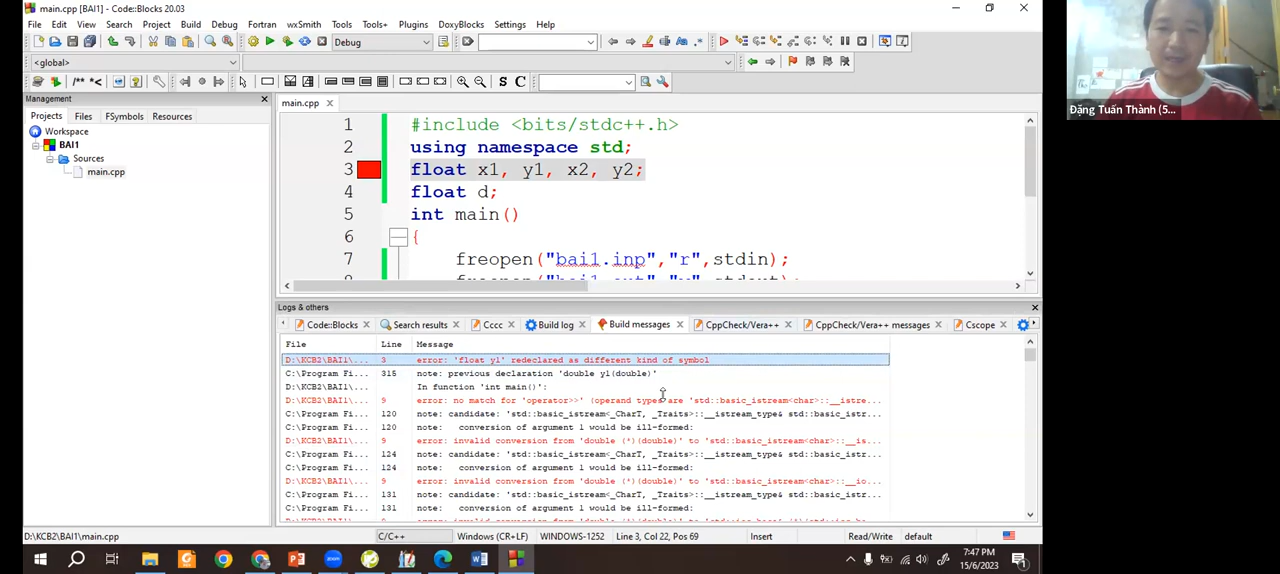 main.cpp [BAI1] - Code::Blocks 20.03
File Edit View Search Project Build Debug Fortran wxSmith Tools Tools+ Plugins DoxyBlocks Settings Help
Debug
<global>
/** *<
S C
Management
Projects Files FSymbols Resources
Workspace
BAI1
Sources
main.cpp
main.cpp
1 #include <bits/stdc++.h>
2 using namespace std;
3 float x1, y1, x2, y2;
4 float d;
5 int main()
6 {
7 freopen("bai1.inp","r",stdin);
Logs & others
Code::Blocks Search results Cccc Build log Build messages CppCheck/Vera++ CppCheck/Vera++ messages Cscope
File Line Message
D:\KCB2\BAI1\... 3 error: 'float y1' redeclared as different kind of symbol
C:\Program Fi... 315 note: previous declaration 'double y1(double)'
D:\KCB2\BAI1\... In function 'int main()':
D:\KCB2\BAI1\... 9 error: no match for 'operator>>' (operand types are 'std::basic_istream<char>::__istre...
C:\Program Fi... 120 note: candidate: 'std::basic_istream<_CharT, _Traits>::__istream_type& std::basic_istr...
C:\Program Fi... 120 note: conversion of argument 1 would be ill-formed:
D:\KCB2\BAI1\... 9 error: invalid conversion from 'double (*)(double)' to 'std::basic_istream<char>::__is...
C:\Program Fi... 124 note: candidate: 'std::basic_istream<_CharT, _Traits>::__istream_type& std::basic_istr...
C:\Program Fi... 124 note: conversion of argument 1 would be ill-formed:
D:\KCB2\BAI1\... 9 error: invalid conversion from 'double (*)(double)' to 'std::basic_istream<char>::__io...
C:\Program Fi... 131 note: candidate: 'std::basic_istream<_CharT, _Traits>::__istream_type& std::basic_istr...
C:\Program Fi... 131 note: conversion of argument 1 would be ill-formed:
D:\KCB2\BAI1\main.cpp C/C++ Windows (CR+LF) WINDOWS-1252 Line 3, Col 22, Pos 69 Insert Read/Write default
7:47 PM
15/6/2023
Đặng Tuấn Thành (5...